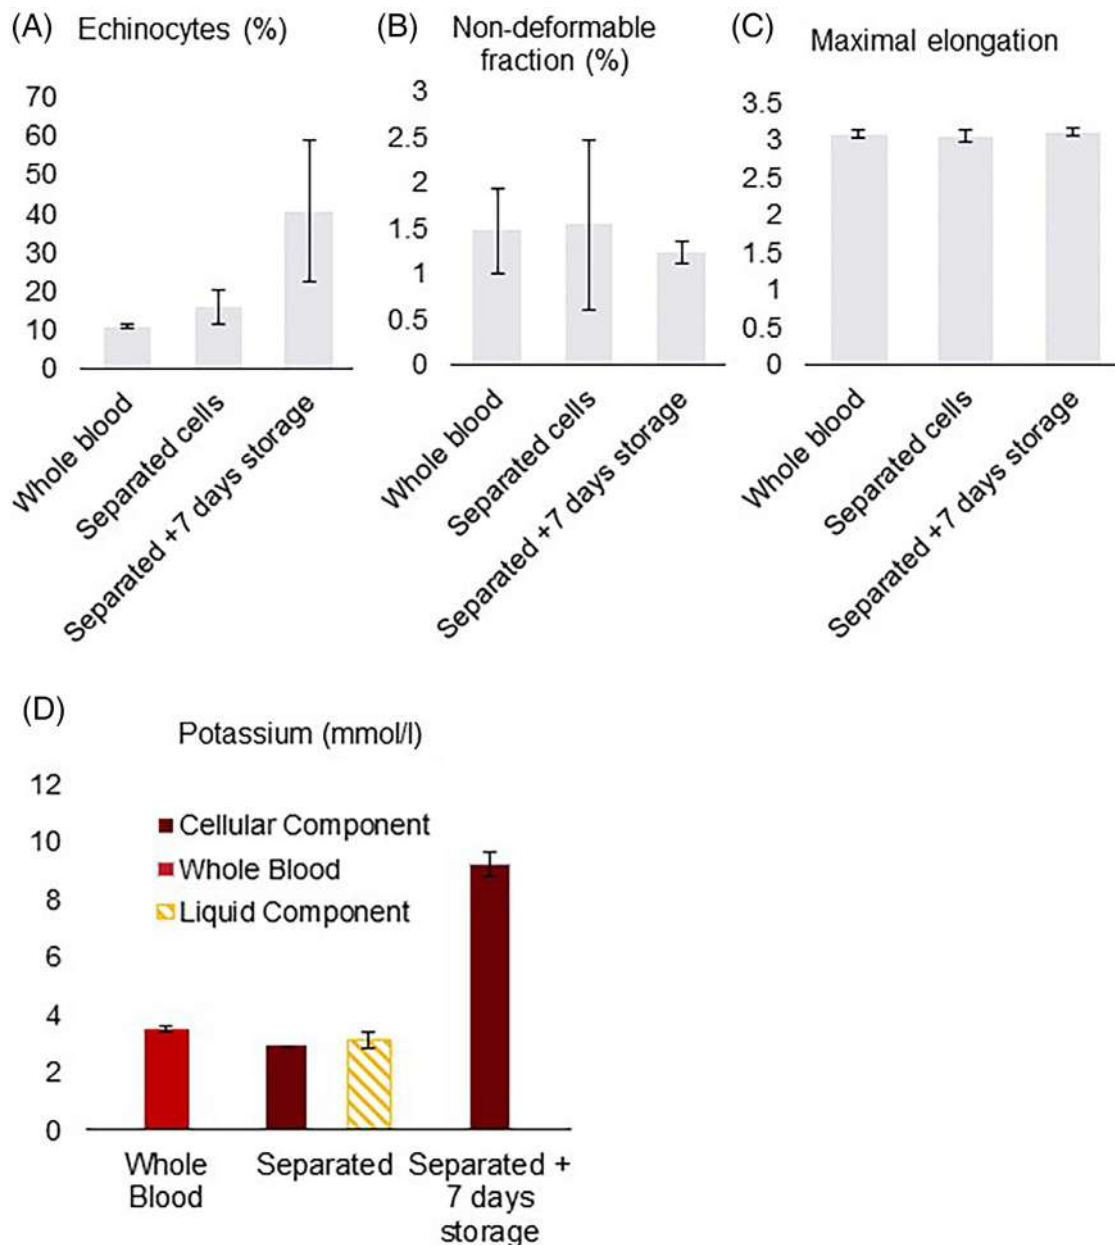 (A) Echinocytes (%)
70
60
50
40
30
20
10
0
Whole blood
Separated cells
Separated +7 days storage
(B) Non-deformable
fraction (%)
3
2.5
2
1.5
1
0.5
0
Whole blood
Separated cells
Separated +7 days storage
(C) Maximal elongation
3.5
3
2.5
2
1.5
1
0.5
0
Whole blood
Separated cells
Separated +7 days storage
(D)
Potassium (mmol/l)
12
10
8
6
4
2
0
Cellular Component
Whole Blood
Liquid Component
Whole
Blood
Separated
Separated +
7 days
storage